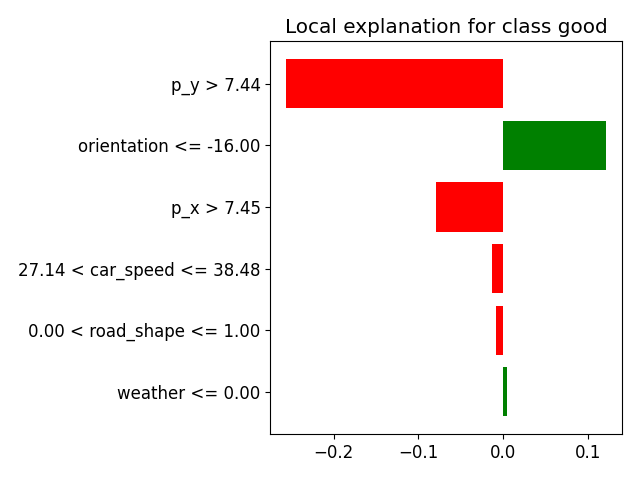 Local explanation for class good
p_y > 7.44
orientation <= -16.00
p_x > 7.45
27.14 < car_speed <= 38.48
0.00 < road_shape <= 1.00
weather <= 0.00
−0.2 −0.1 0.0 0.1